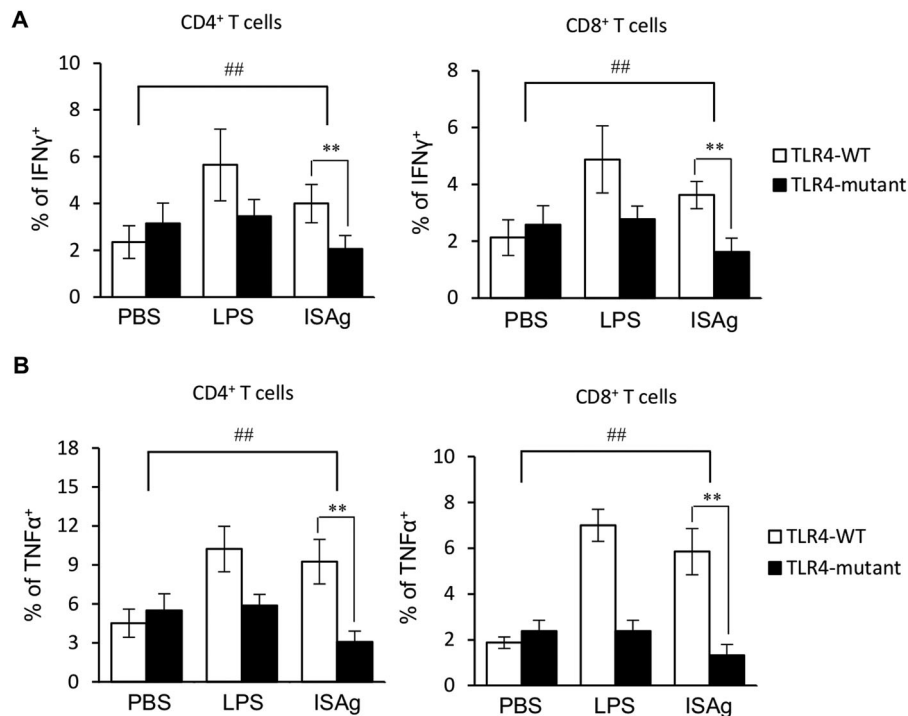 A
CD4⁺ T cells
CD8⁺ T cells
% of IFNγ⁺
10
8
6
4
2
0
##
**
PBS
LPS
ISAg
% of IFNγ⁺
8
6
4
2
0
##
**
PBS
LPS
ISAg
TLR4-WT
TLR4-mutant
B
CD4⁺ T cells
CD8⁺ T cells
% of TNFα⁺
18
15
12
9
6
3
0
##
**
PBS
LPS
ISAg
% of TNFα⁺
10
8
6
4
2
0
##
**
PBS
LPS
ISAg
TLR4-WT
TLR4-mutant